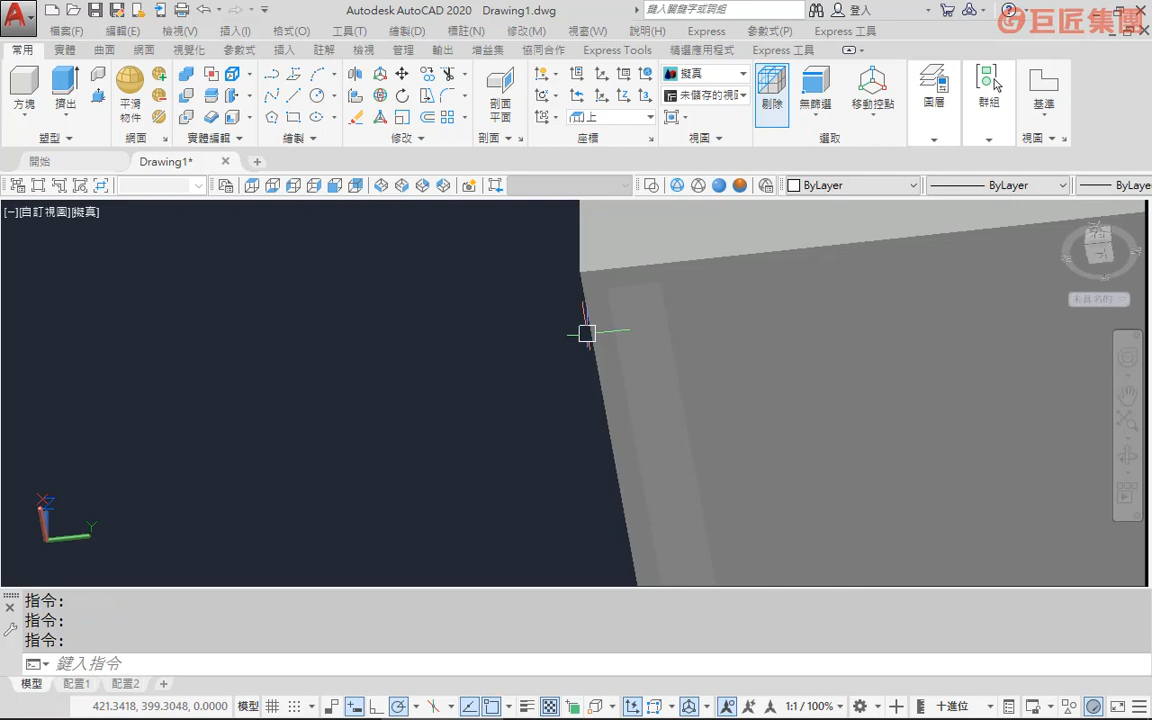 Autodesk AutoCAD 2020 Drawing1.dwg
鍵入關鍵字或詞組
登入
巨匠集團
檔案(F) 編輯(E) 檢視(V) 插入(I) 格式(O) 工具(T) 繪製(D) 標註(N) 修改(M) 視窗(W) 說明(H) Express 參數式(P) Express 工具
常用 實體 曲面 網面 視覺化 參數式 插入 註解 檢視 管理 輸出 增益集 協同合作 Express Tools 精選應用程式 Express 工具
方塊 擠出 平滑物件 剖面平面 擬真 未儲存的視圖 上 剔除 無篩選 移動控點 圖層 群組 基準
塑型 網面 實體編輯 繪製 修改 剖面 座標 視圖 選取 視圖
開始 Drawing1*
ByLayer ByLayer ByLayer
[−][自訂視圖][擬真]
未具名的
X Z Y
指令:
指令:
指令:
鍵入指令
模型 配置1 配置2
421.3418, 399.3048, 0.0000 模型 1:1 / 100% 十進位